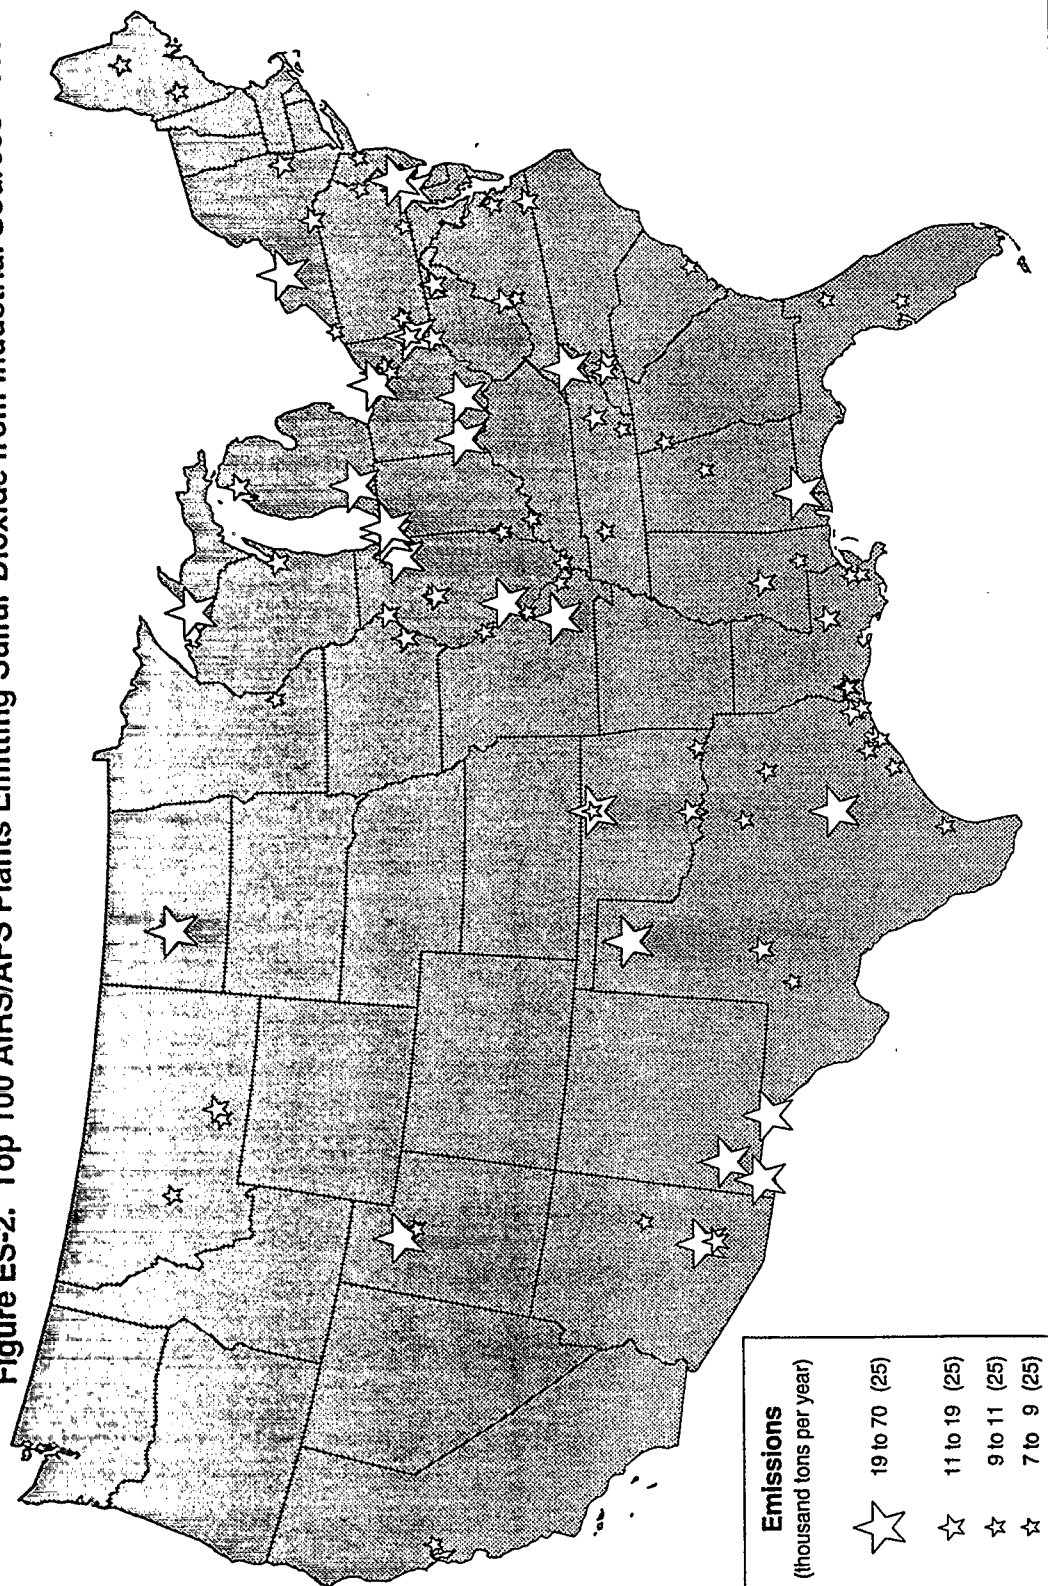 Figure ES-2. Top 100 AIRS/AFS Plants Emitting Sulfur Dioxide from Industrial Sources
Emissions
(thousand tons per year)
19 to 70 (25)
11 to 19 (25)
9 to 11 (25)
7 to 9 (25)